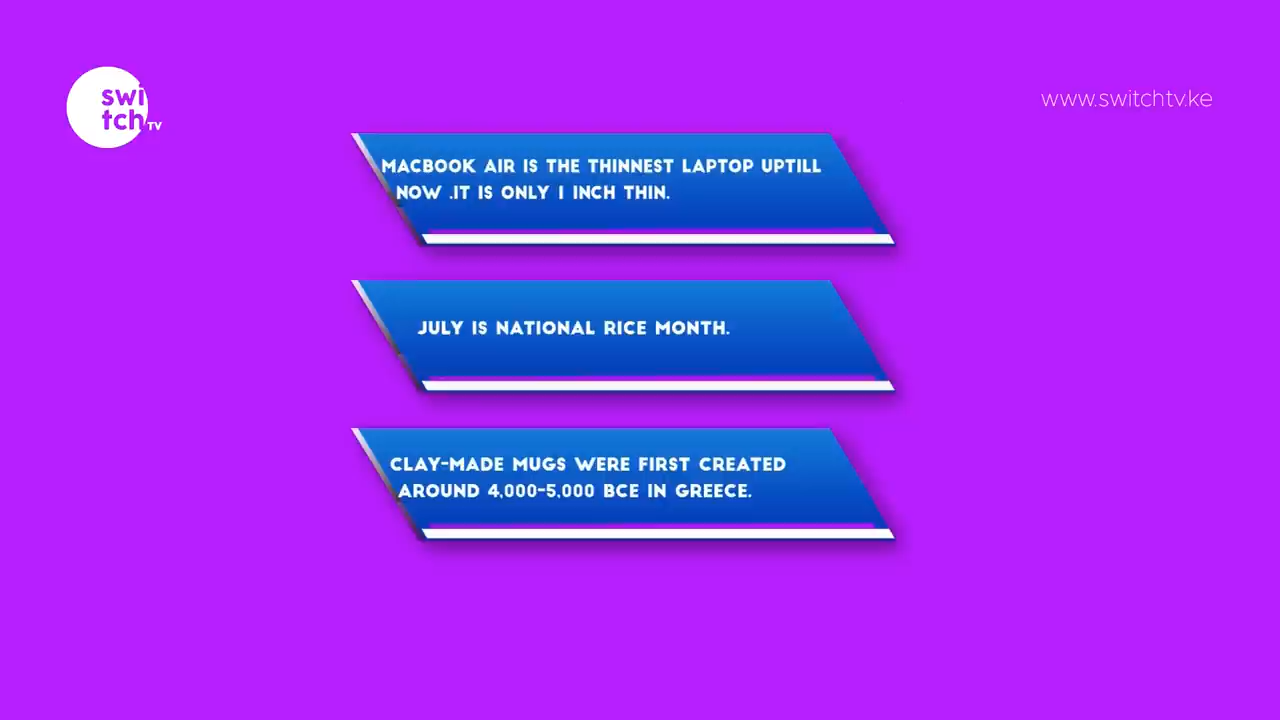 swi
tch TV
www.switchtv.ke
MACBOOK AIR IS THE THINNEST LAPTOP UPTILL
NOW .IT IS ONLY 1 INCH THIN.
JULY IS NATIONAL RICE MONTH.
CLAY-MADE MUGS WERE FIRST CREATED
AROUND 4,000-5,000 BCE IN GREECE.